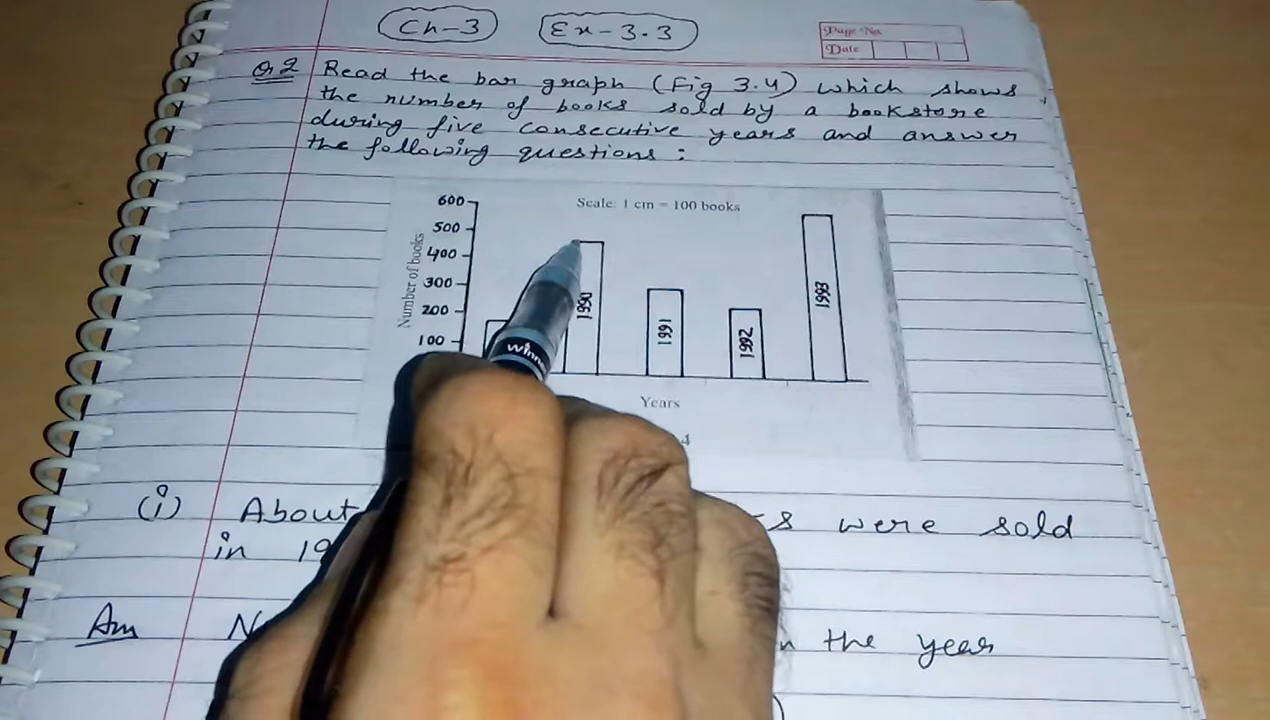 Ch-3 Ex-3.3
Page No.
Date
Q.2 Read the bar graph (Fig 3.4) which shows
the number of books sold by a bookstore
during five consecutive years and answer
the following questions :
Scale: 1 cm = 100 books
600
500
400
300
200
100
Number of books
1990
1991
1992
1993
Years
4
winn
(i) About were sold
in 19
Ans N the year